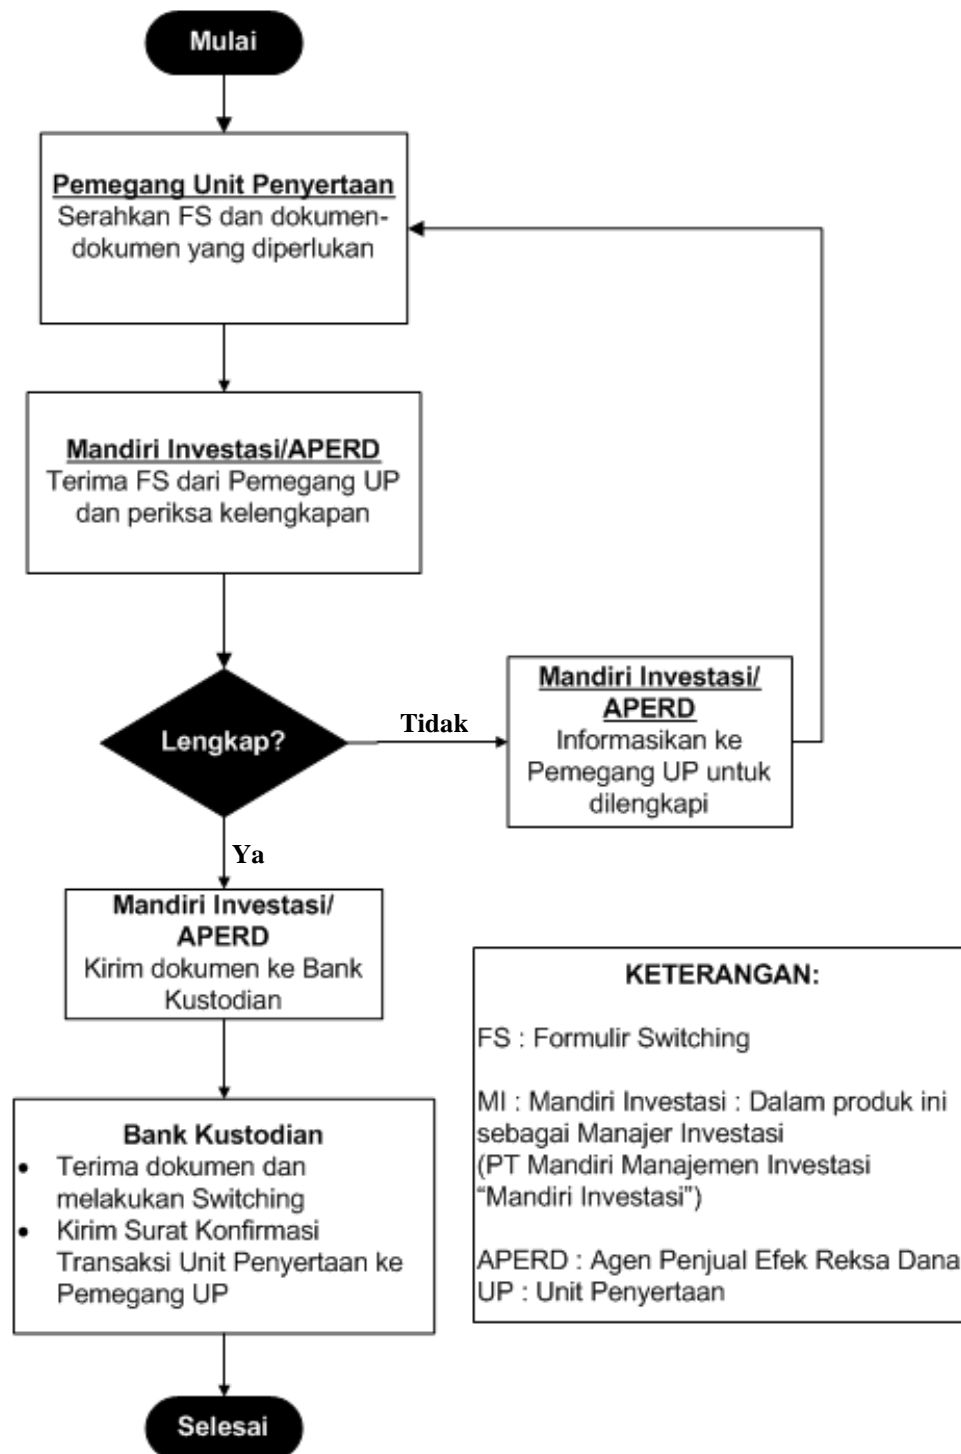 Mulai
Pemegang Unit Penyertaan
Serahkan FS dan dokumen-
dokumen yang diperlukan
Mandiri Investasi/APERD
Terima FS dari Pemegang UP
dan periksa kelengkapan
Lengkap?
Tidak
Mandiri Investasi/
APERD
Informasikan ke
Pemegang UP untuk
dilengkapi
Ya
Mandiri Investasi/
APERD
Kirim dokumen ke Bank
Kustodian
Bank Kustodian
• Terima dokumen dan
melakukan Switching
• Kirim Surat Konfirmasi
Transaksi Unit Penyertaan ke
Pemegang UP
Selesai
KETERANGAN:
FS : Formulir Switching
MI : Mandiri Investasi : Dalam produk ini
sebagai Manajer Investasi
(PT Mandiri Manajemen Investasi
“Mandiri Investasi”)
APERD : Agen Penjual Efek Reksa Dana
UP : Unit Penyertaan